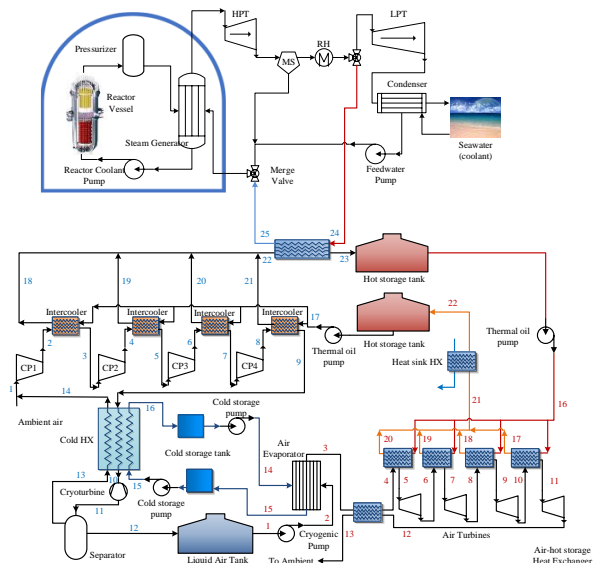 HPT
LPT
Pressurizer
RH
MS
Reactor
Vessel
Condenser
Steam Generator
Reactor Coolant
Pump
Merge
Valve
Feedwater
Pump
Seawater
(coolant)
25
24
22
23
18
19
20
21
Hot storage tank
Intercooler
Intercooler
Intercooler
Intercooler
17
22
2
4
6
8
3
5
7
9
CP1
CP2
CP3
CP4
Thermal oil
pump
Hot storage tank
Thermal oil
pump
Heat sink HX
1
14
21
16
Ambient air
16
Cold storage
pump
Cold HX
Cold storage tank
Air
Evaporator
3
20
19
18
17
14
13
10
15
4
5
6
7
8
9
10
11
Cryoturbine
Cold storage
pump
15
2
11
12
1
13
12
Air Turbines
Cryogenic
Pump
Separator
Liquid Air Tank
To Ambient
Air-hot storage
Heat Exchanger